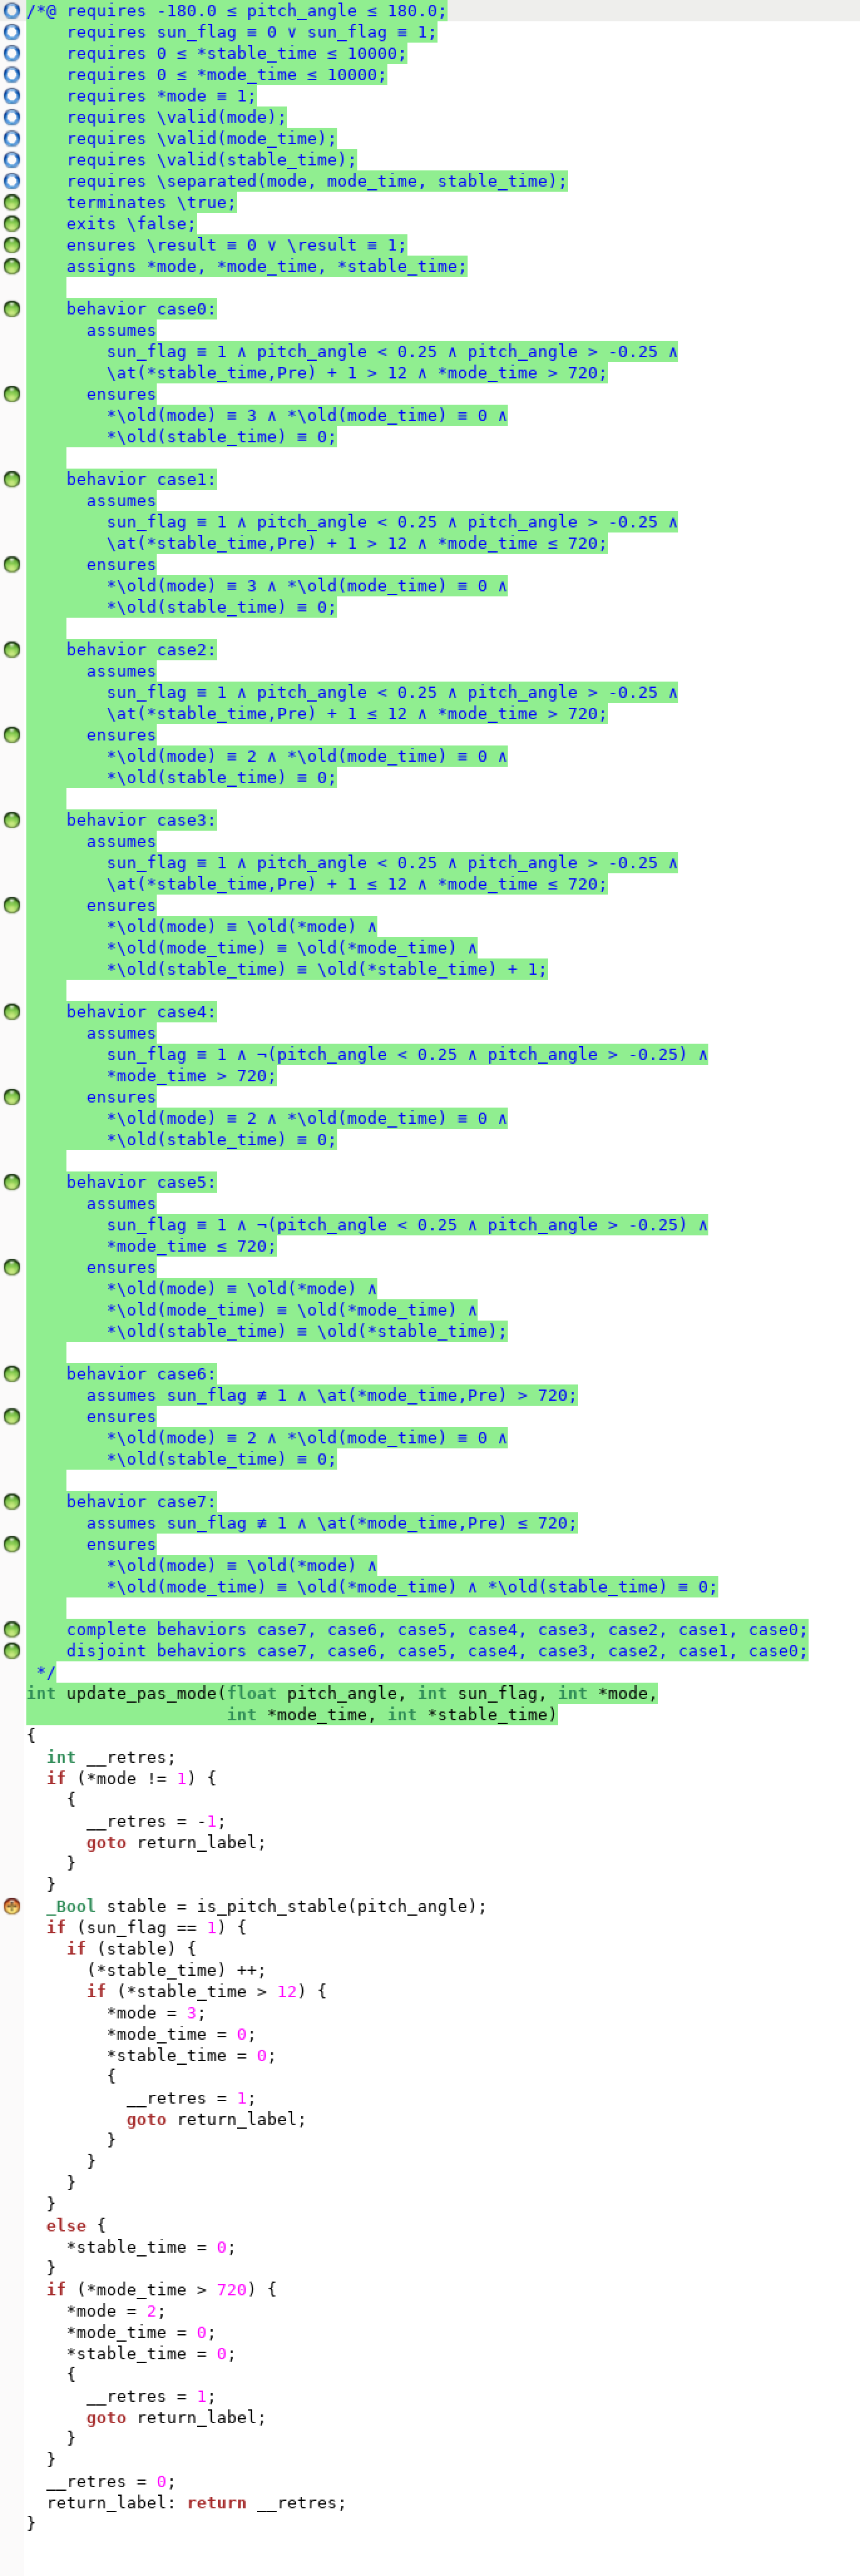 /*@ requires -180.0 ≤ pitch_angle ≤ 180.0;
    requires sun_flag ≡ 0 ∨ sun_flag ≡ 1;
    requires 0 ≤ *stable_time ≤ 10000;
    requires 0 ≤ *mode_time ≤ 10000;
    requires *mode ≡ 1;
    requires \valid(mode);
    requires \valid(mode_time);
    requires \valid(stable_time);
    requires \separated(mode, mode_time, stable_time);
    terminates \true;
    exits \false;
    ensures \result ≡ 0 ∨ \result ≡ 1;
    assigns *mode, *mode_time, *stable_time;
    behavior case0:
      assumes
        sun_flag ≡ 1 ∧ pitch_angle < 0.25 ∧ pitch_angle > -0.25 ∧
        \at(*stable_time,Pre) + 1 > 12 ∧ *mode_time > 720;
      ensures
        *\old(mode) ≡ 3 ∧ *\old(mode_time) ≡ 0 ∧
        *\old(stable_time) ≡ 0;
    behavior case1:
      assumes
        sun_flag ≡ 1 ∧ pitch_angle < 0.25 ∧ pitch_angle > -0.25 ∧
        \at(*stable_time,Pre) + 1 > 12 ∧ *mode_time ≤ 720;
      ensures
        *\old(mode) ≡ 3 ∧ *\old(mode_time) ≡ 0 ∧
        *\old(stable_time) ≡ 0;
    behavior case2:
      assumes
        sun_flag ≡ 1 ∧ pitch_angle < 0.25 ∧ pitch_angle > -0.25 ∧
        \at(*stable_time,Pre) + 1 ≤ 12 ∧ *mode_time > 720;
      ensures
        *\old(mode) ≡ 2 ∧ *\old(mode_time) ≡ 0 ∧
        *\old(stable_time) ≡ 0;
    behavior case3:
      assumes
        sun_flag ≡ 1 ∧ pitch_angle < 0.25 ∧ pitch_angle > -0.25 ∧
        \at(*stable_time,Pre) + 1 ≤ 12 ∧ *mode_time ≤ 720;
      ensures
        *\old(mode) ≡ \old(*mode) ∧
        *\old(mode_time) ≡ \old(*mode_time) ∧
        *\old(stable_time) ≡ \old(*stable_time) + 1;
    behavior case4:
      assumes
        sun_flag ≡ 1 ∧ ¬(pitch_angle < 0.25 ∧ pitch_angle > -0.25) ∧
        *mode_time > 720;
      ensures
        *\old(mode) ≡ 2 ∧ *\old(mode_time) ≡ 0 ∧
        *\old(stable_time) ≡ 0;
    behavior case5:
      assumes
        sun_flag ≡ 1 ∧ ¬(pitch_angle < 0.25 ∧ pitch_angle > -0.25) ∧
        *mode_time ≤ 720;
      ensures
        *\old(mode) ≡ \old(*mode) ∧
        *\old(mode_time) ≡ \old(*mode_time) ∧
        *\old(stable_time) ≡ \old(*stable_time);
    behavior case6:
      assumes sun_flag ≢ 1 ∧ \at(*mode_time,Pre) > 720;
      ensures
        *\old(mode) ≡ 2 ∧ *\old(mode_time) ≡ 0 ∧
        *\old(stable_time) ≡ 0;
    behavior case7:
      assumes sun_flag ≢ 1 ∧ \at(*mode_time,Pre) ≤ 720;
      ensures
        *\old(mode) ≡ \old(*mode) ∧
        *\old(mode_time) ≡ \old(*mode_time) ∧ *\old(stable_time) ≡ 0;
    complete behaviors case7, case6, case5, case4, case3, case2, case1, case0;
    disjoint behaviors case7, case6, case5, case4, case3, case2, case1, case0;
 */
int update_pas_mode(float pitch_angle, int sun_flag, int *mode,
                    int *mode_time, int *stable_time)
{
  int __retres;
  if (*mode != 1) {
    {
      __retres = -1;
      goto return_label;
    }
  }
  _Bool stable = is_pitch_stable(pitch_angle);
  if (sun_flag == 1) {
    if (stable) {
      (*stable_time) ++;
      if (*stable_time > 12) {
        *mode = 3;
        *mode_time = 0;
        *stable_time = 0;
        {
          __retres = 1;
          goto return_label;
        }
      }
    }
  }
  else {
    *stable_time = 0;
  }
  if (*mode_time > 720) {
    *mode = 2;
    *mode_time = 0;
    *stable_time = 0;
    {
      __retres = 1;
      goto return_label;
    }
  }
  __retres = 0;
  return_label: return __retres;
}